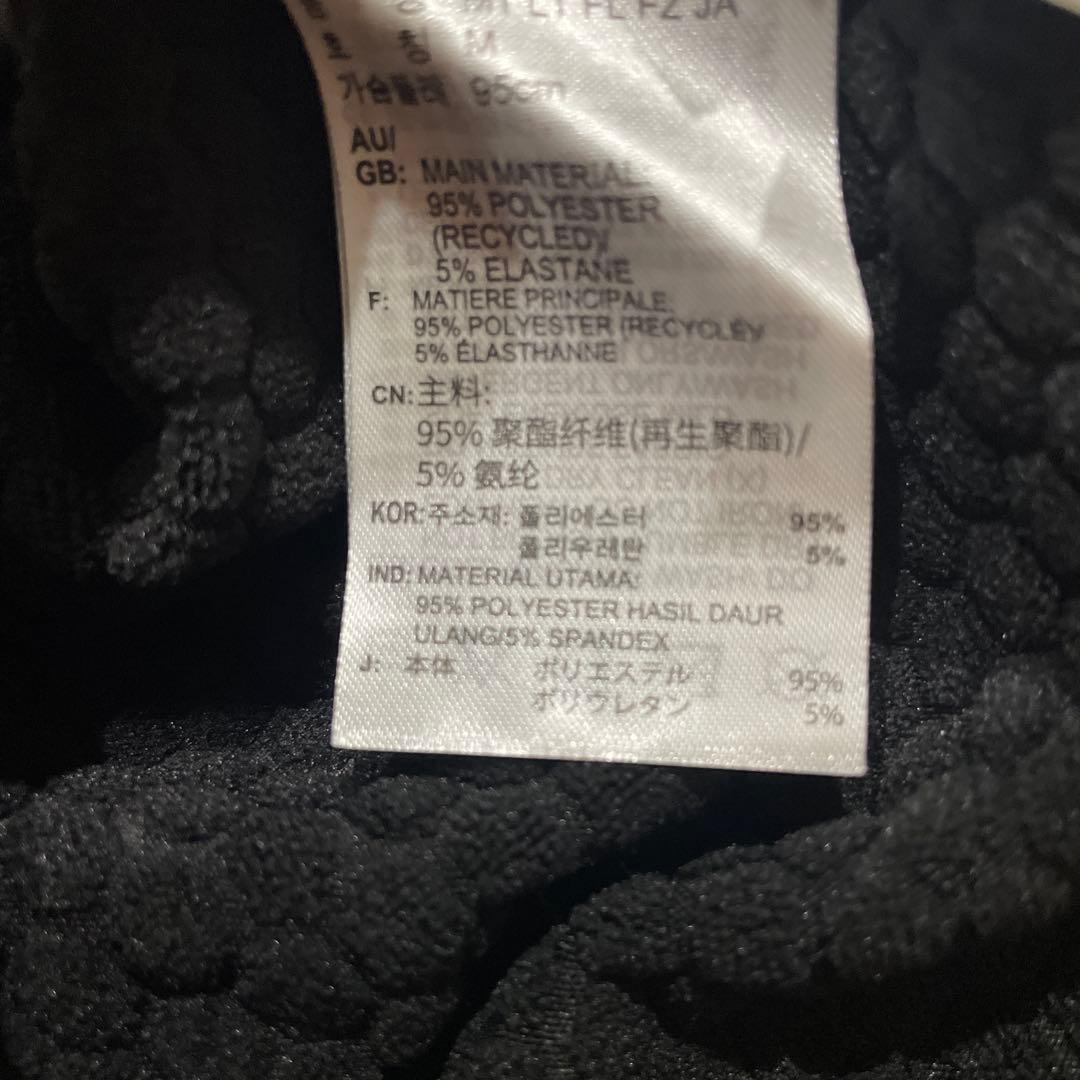 M
가슴둘레 95cm
AU/
GB: MAIN MATERIAL
95% POLYESTER
(RECYCLED)/
5% ELASTANE
F: MATIERE PRINCIPALE:
95% POLYESTER (RECYCLÉ)/
5% ÉLASTHANNE
CN: 主料:
95% 聚酯纤维(再生聚酯)/
5% 氨纶
KOR: 주소재: 폴리에스터 95%
폴리우레탄 5%
IND: MATERIAL UTAMA:
95% POLYESTER HASIL DAUR
ULANG/5% SPANDEX
J: 本体 ポリエステル 95%
ポリウレタン 5%